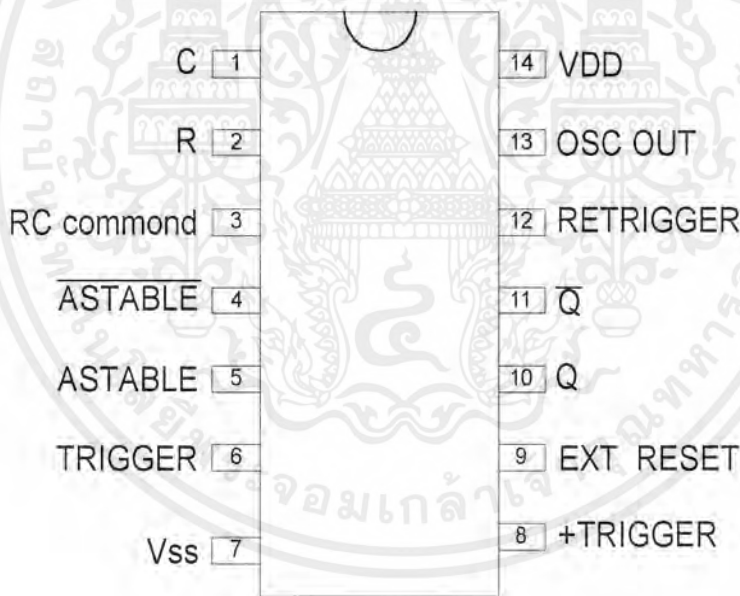 C 1
R 2
RC commond 3
A̅S̅T̅A̅B̅L̅E̅ 4
ASTABLE 5
TRIGGER 6
Vss 7
14 VDD
13 OSC OUT
12 RETRIGGER
11 Q̅
10 Q
9 EXT RESET
8 +TRIGGER